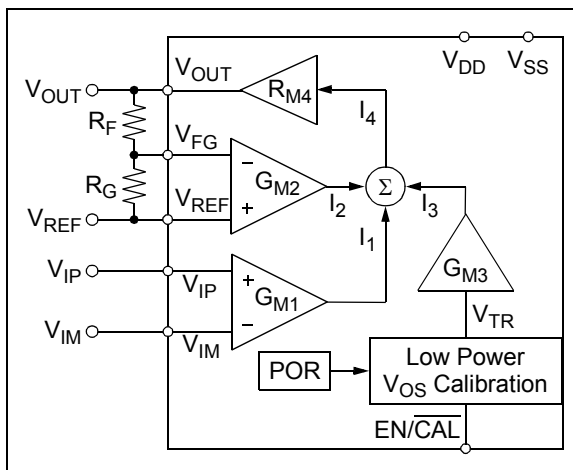 V_DD V_SS
V_OUT V_OUT R_M4
R_F I_4
V_FG
− G_M2 Σ
R_G
V_REF V_REF + I_2 I_3
I_1
V_IP V_IP + G_M1 G_M3
V_IM V_IM −
V_TR
POR
Low Power
V_OS Calibration
EN/C̅A̅L̅